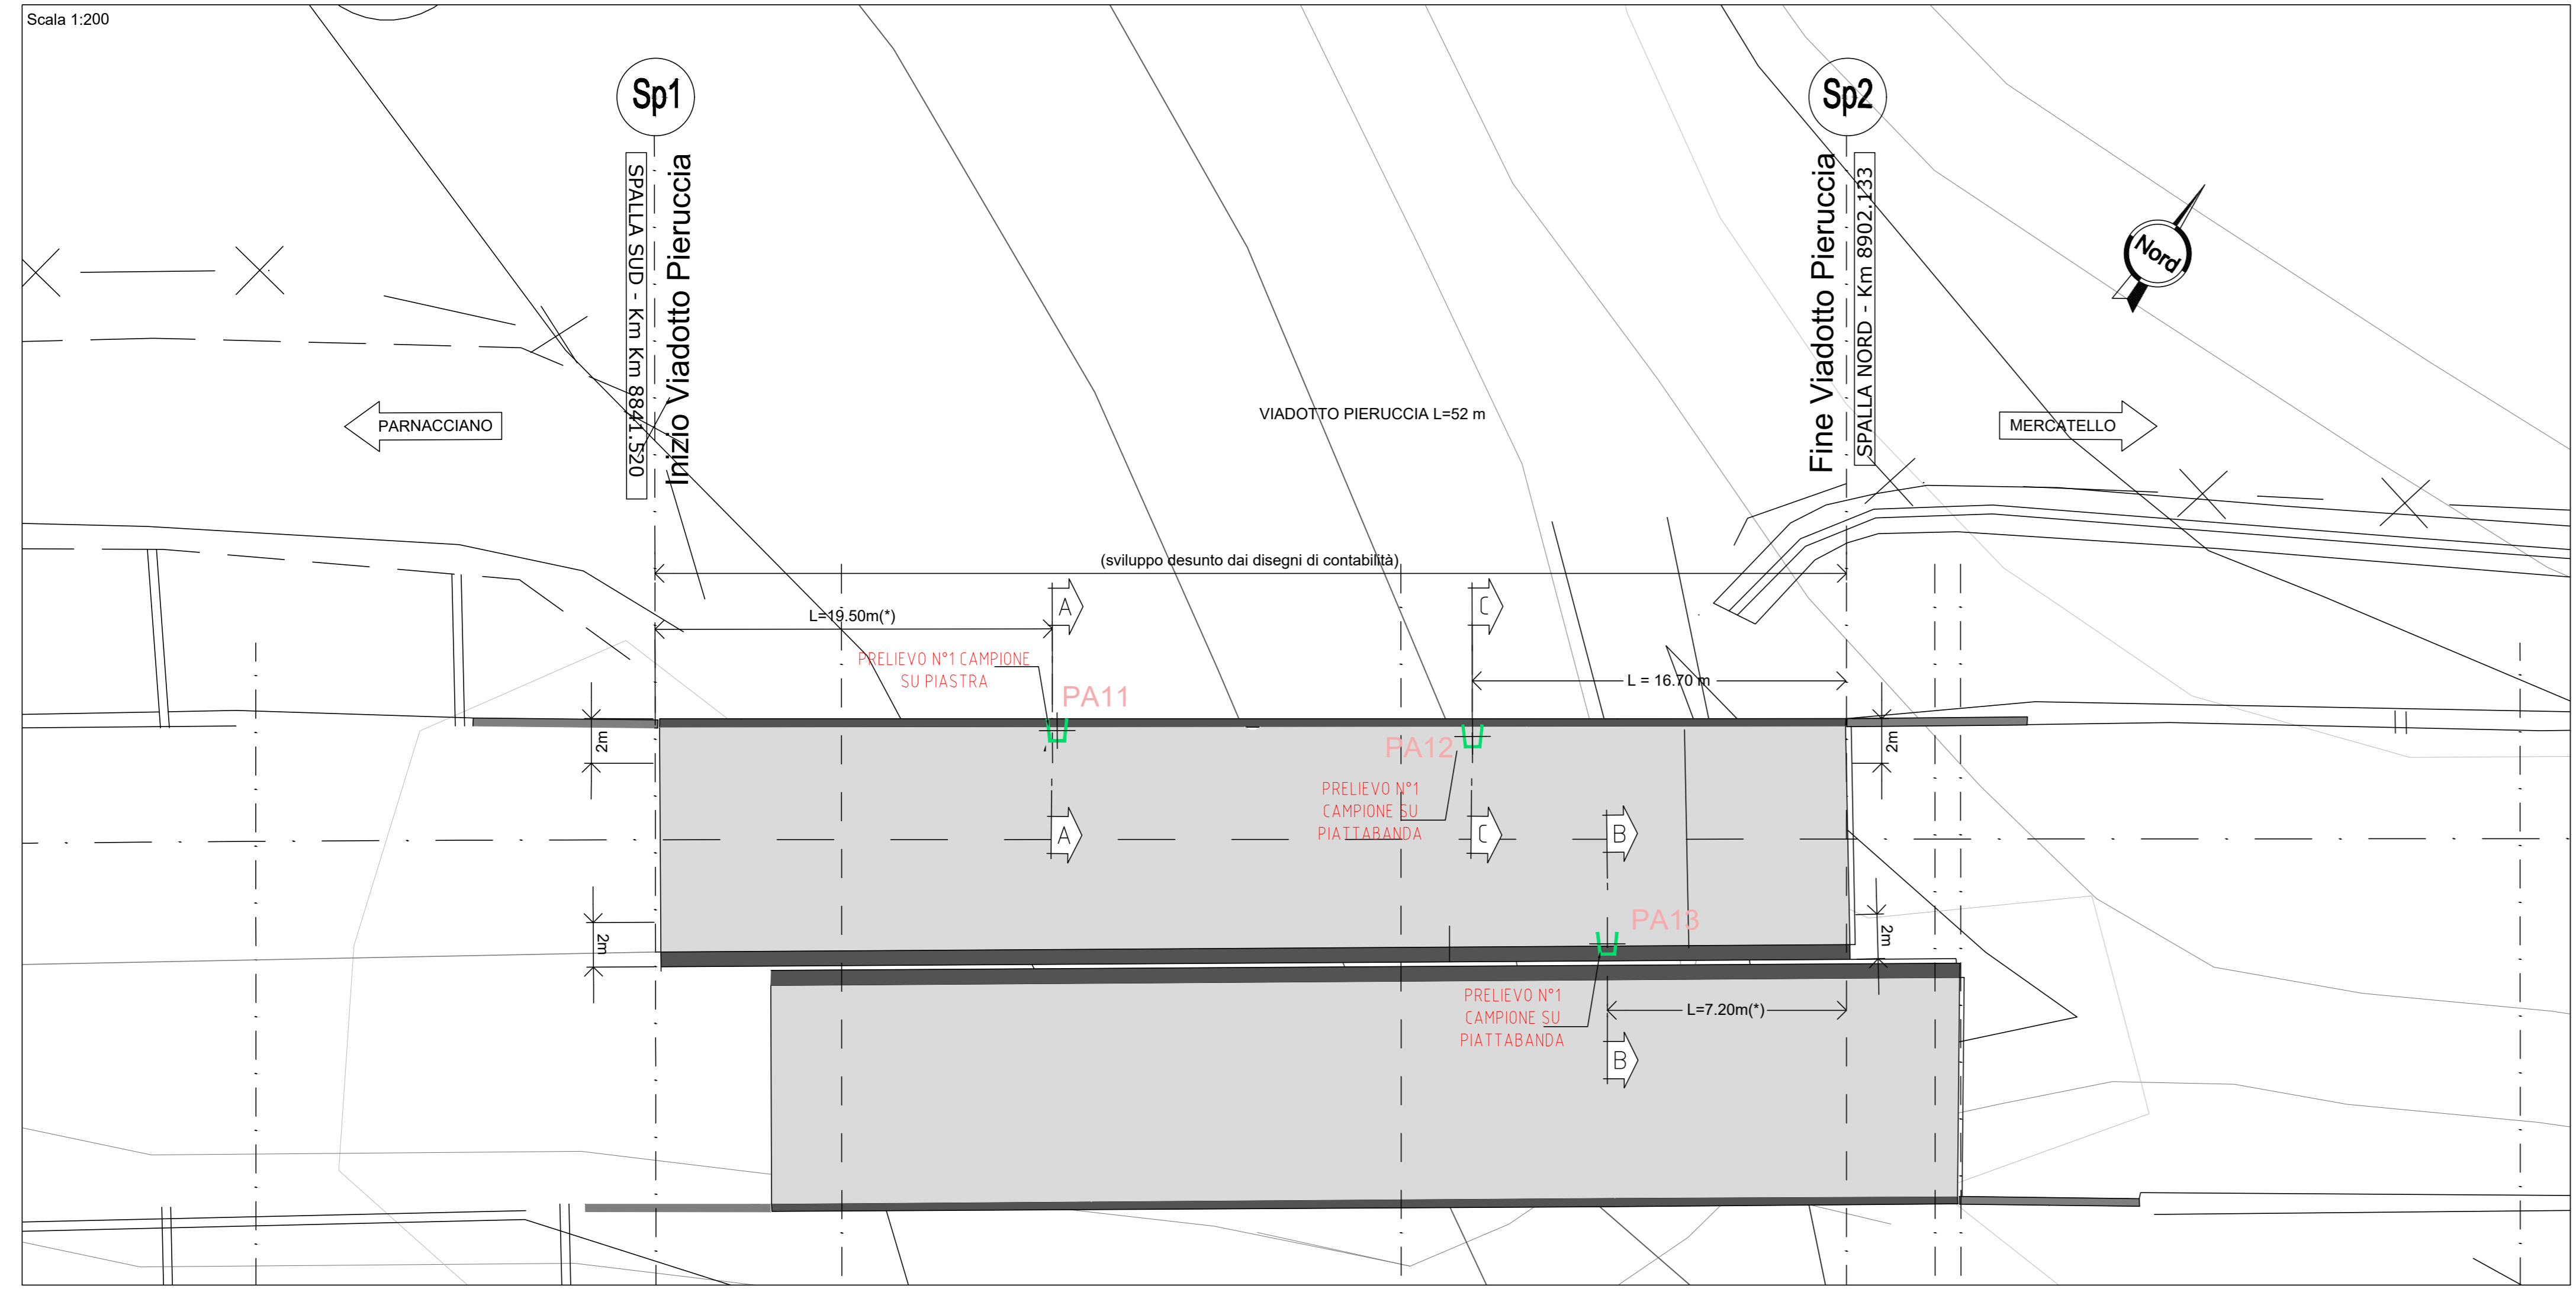 Scala 1:200
Sp1
Sp2
SPALLA SUD - Km Km 8841.520
Inizio Viadotto Pieruccia
Fine Viadotto Pieruccia
SPALLA NORD - Km 8902.133
Nord
PARNACCIANO
VIADOTTO PIERUCCIA L=52 m
MERCATELLO
(sviluppo desunto dai disegni di contabilità)
A
C
L=19.50m(*)
PRELIEVO N°1 CAMPIONE
SU PIASTRA
L = 16.70 m
PA11
2m
PA12
2m
PRELIEVO N°1
CAMPIONE SU
PIATTABANDA
A
C
B
PA13
2m
2m
PRELIEVO N°1
CAMPIONE SU
PIATTABANDA
L=7.20m(*)
B